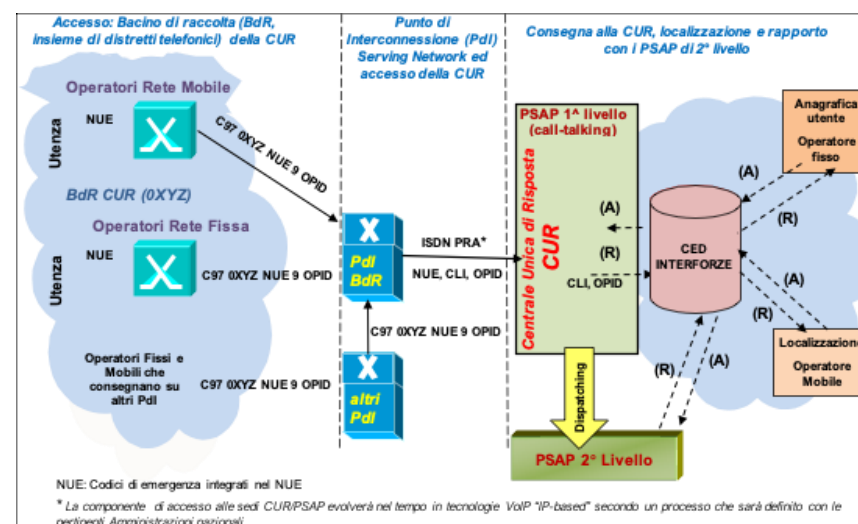 Accesso: Bacino di raccolta (BdR,
insieme di distretti telefonici) della CUR
Punto di
Interconnessione (PdI)
Serving Network ed
accesso della CUR
Consegna alla CUR, localizzazione e rapporto
con i PSAP di 2° livello
Operatori Rete Mobile
NUE
Utenza
C97 0XYZ NUE 9 OPID
BdR CUR (0XYZ)
Operatori Rete Fissa
NUE
Utenza
C97 0XYZ NUE 9 OPID
Operatori Fissi e
Mobili che
consegnano su
altri PdI
C97 0XYZ NUE 9 OPID
PdI
BdR
C97 0XYZ NUE 9 OPID
altri
PdI
ISDN PRA*
NUE, CLI, OPID
PSAP 1^ livello
(call-talking)
Centrale Unica di Risposta
CUR
(A)
(R)
CLI, OPID
CED
INTERFORZE
Anagrafica
utente
Operatore
fisso
(A)
(R)
(A)
(R)
Localizzazione
Operatore
Mobile
(R)
(A)
Dispatching
PSAP 2° Livello
NUE: Codici di emergenza integrati nel NUE
* La componente di accesso alle sedi CUR/PSAP evolverà nel tempo in tecnologie VoIP "IP-based" secondo un processo che sarà definito con le
pertinenti Amministrazioni nazionali